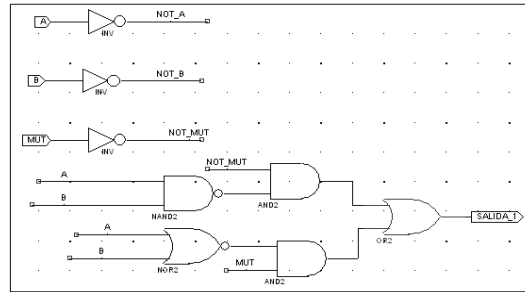 A
NOT_A
INV
B
NOT_B
INV
MUT
NOT_MUT
INV
NOT_MUT
A
B
NAND2
AND2
SALIDA_1
A
B
NOR2
OR2
MUT
AND2